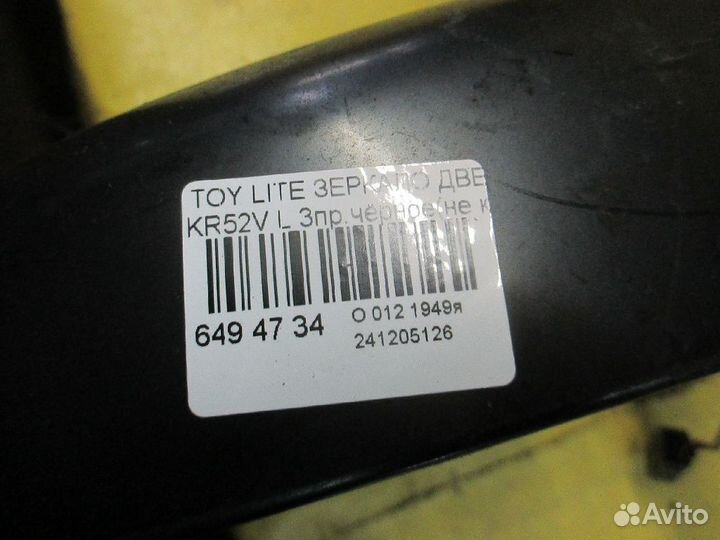 TOY LITE ЗЕРКАЛО ДВЕ
KR52V L 3пр.чёрное(не к
649 47 34
О 012 1949я
241205126
Avito